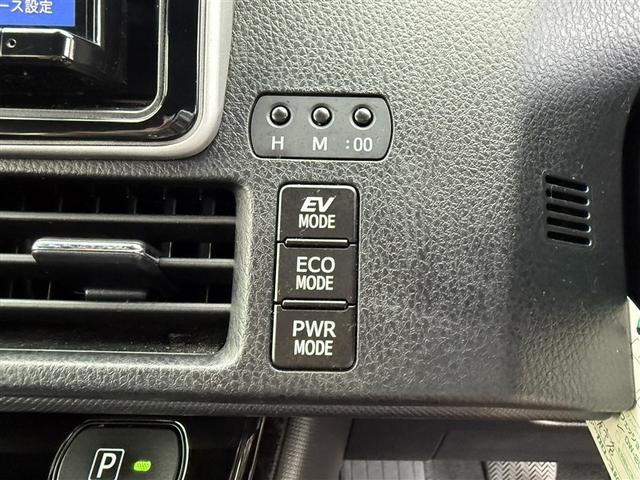 ース設定
H M :00
EV
MODE
ECO
MODE
PWR
MODE
P